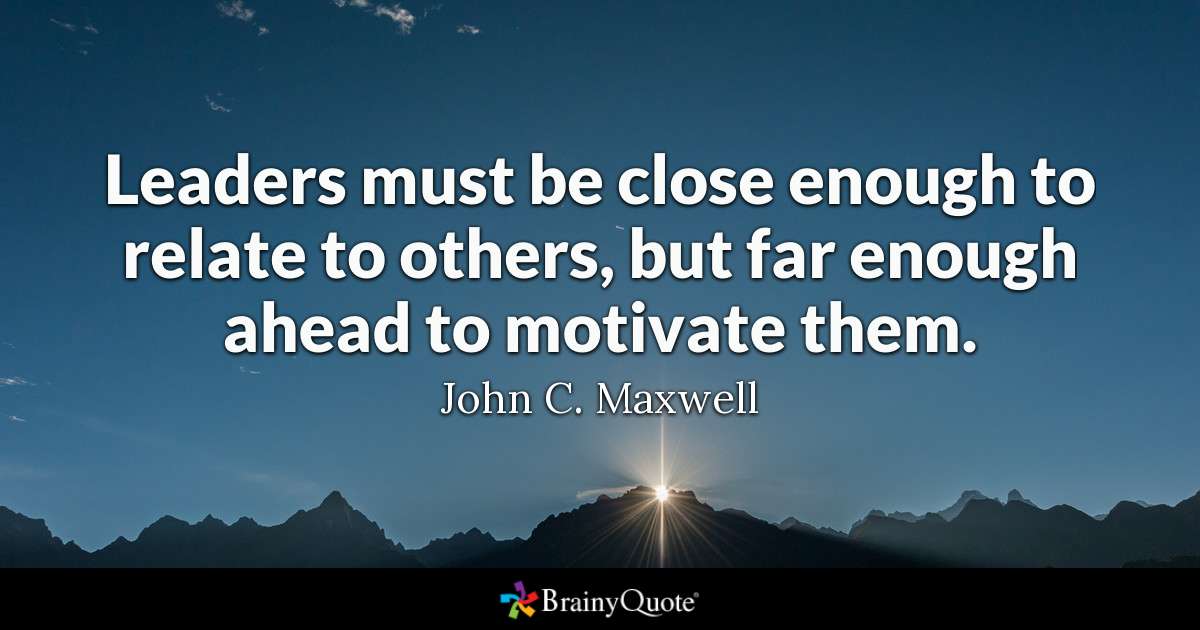 Leaders must be close enough to
relate to others, but far enough
ahead to motivate them.
John C. Maxwell
BrainyQuote®